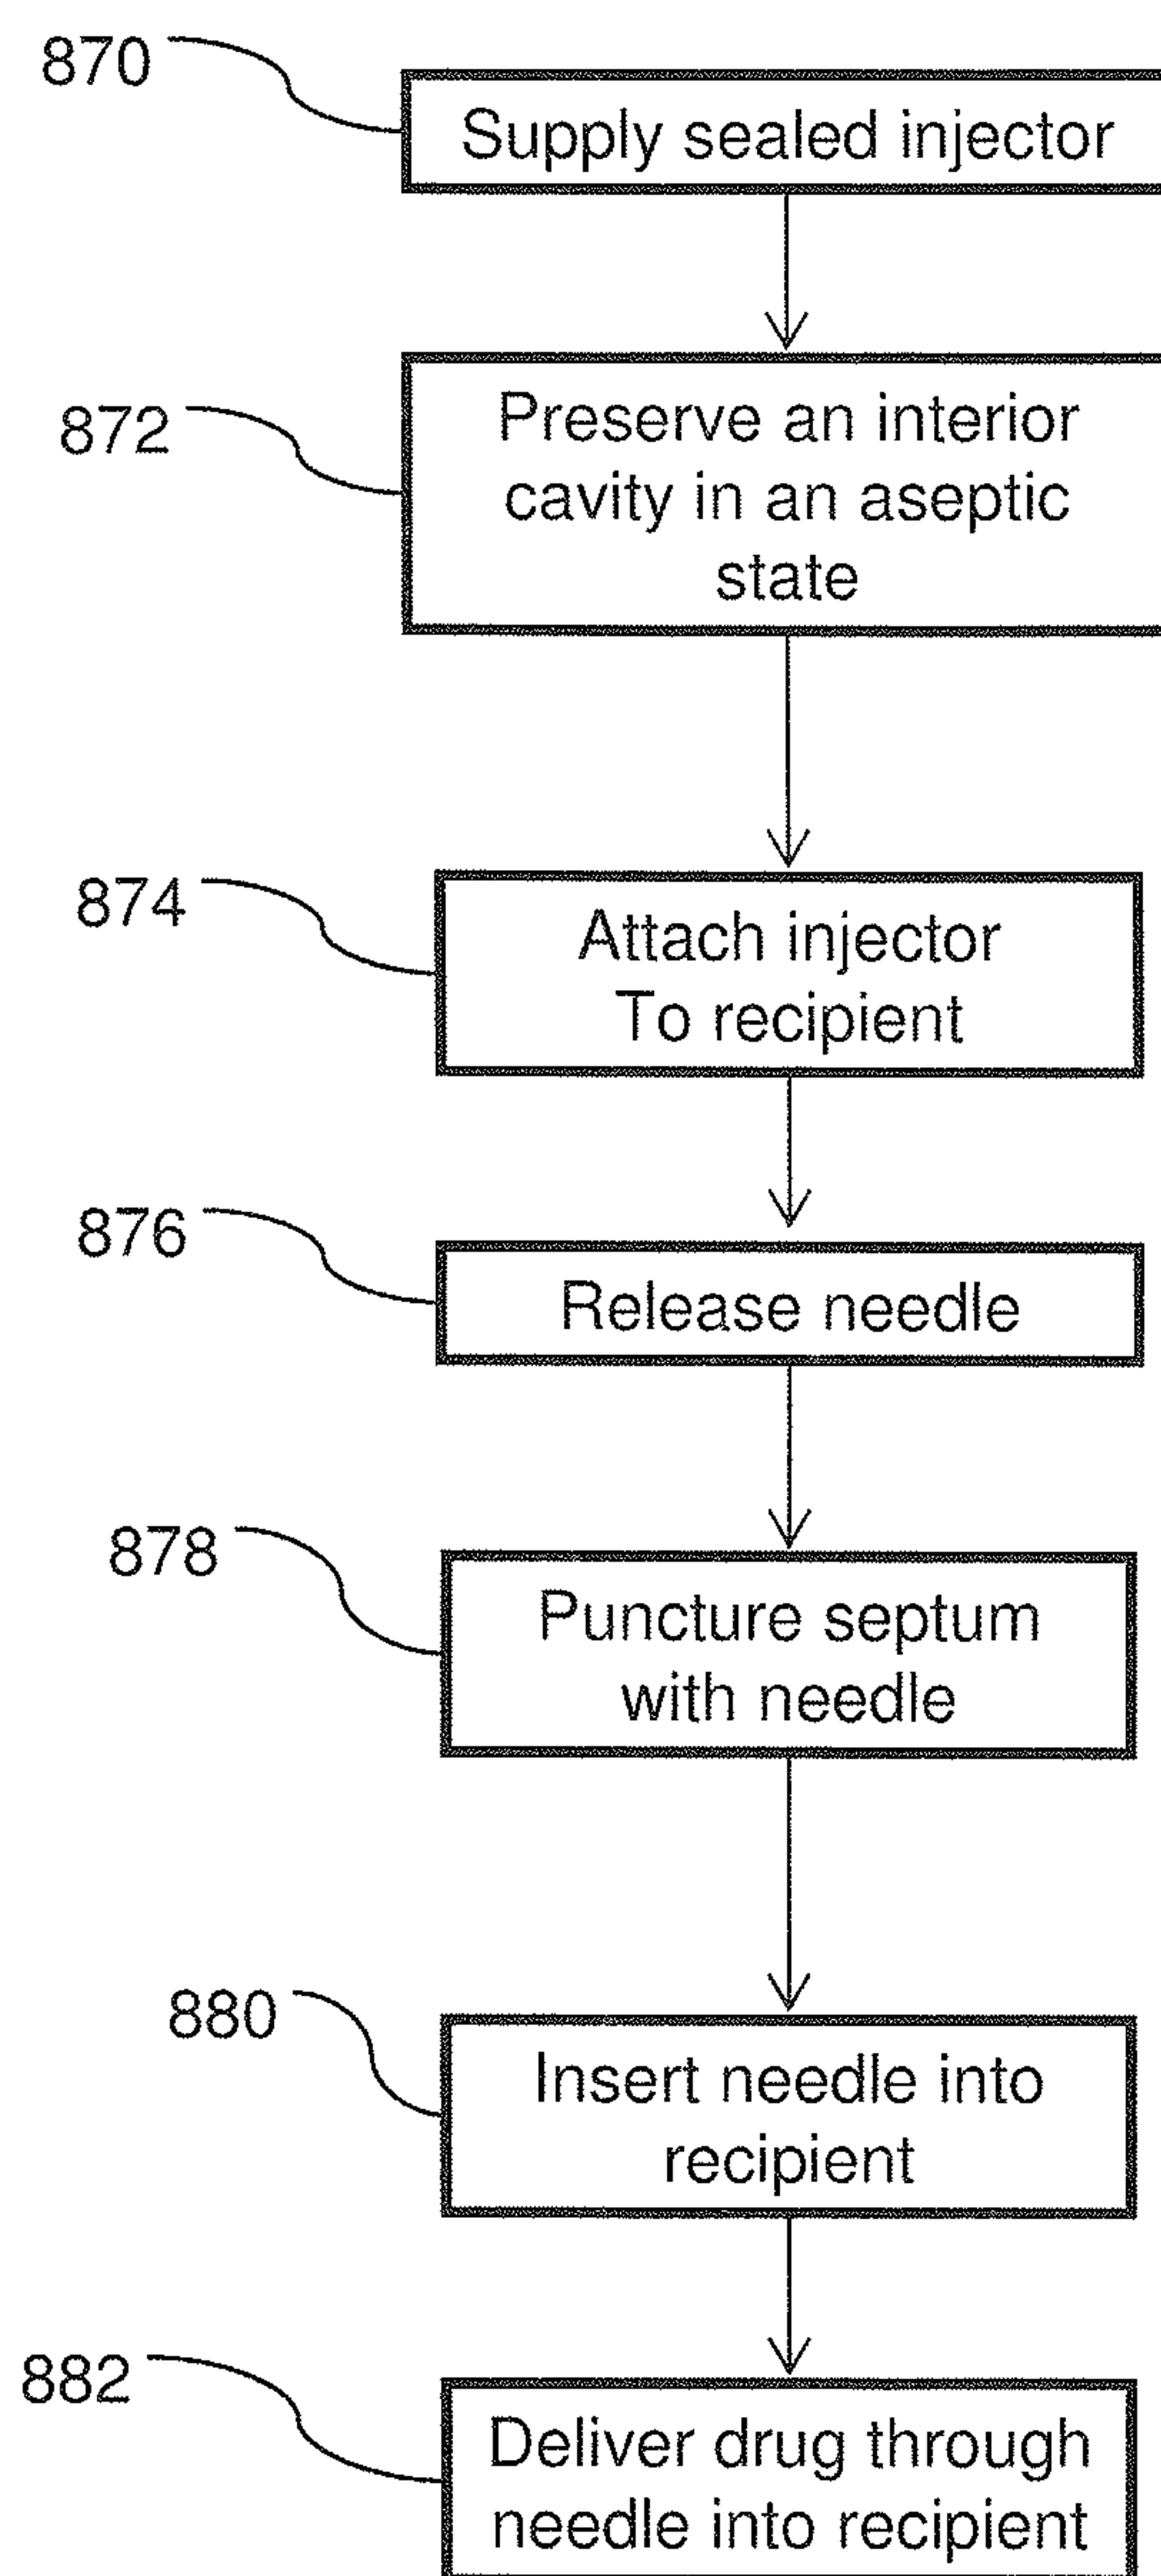 870
Supply sealed injector
872
Preserve an interior
cavity in an aseptic
state
874
Attach injector
To recipient
876
Release needle
878
Puncture septum
with needle
880
Insert needle into
recipient
882
Deliver drug through
needle into recipient